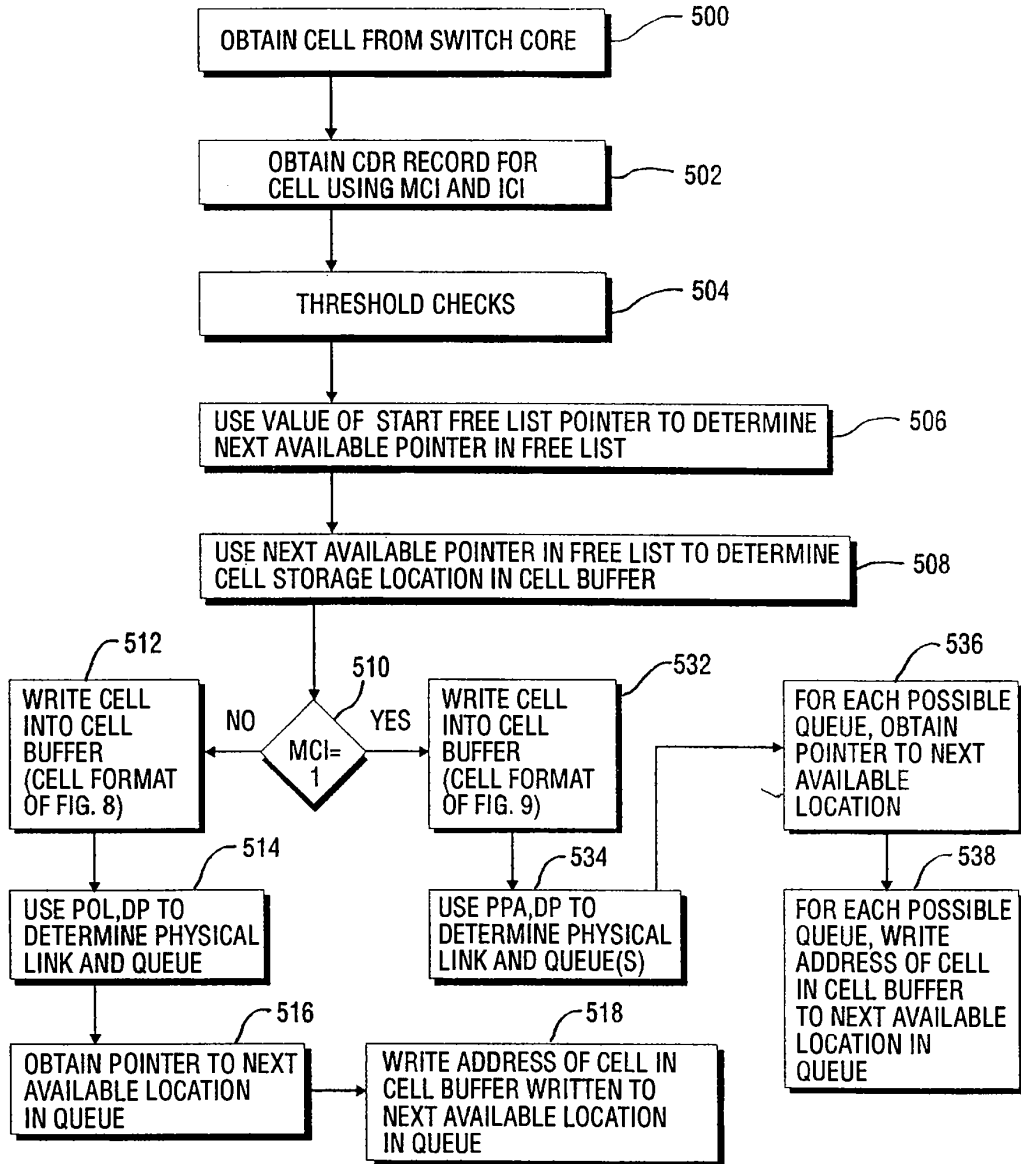 OBTAIN CELL FROM SWITCH CORE
500
OBTAIN CDR RECORD FOR
CELL USING MCI AND ICI
502
THRESHOLD CHECKS
504
USE VALUE OF START FREE LIST POINTER TO DETERMINE
NEXT AVAILABLE POINTER IN FREE LIST
506
USE NEXT AVAILABLE POINTER IN FREE LIST TO DETERMINE
CELL STORAGE LOCATION IN CELL BUFFER
508
510
MCI=
1
NO
YES
512
WRITE CELL
INTO CELL
BUFFER
(CELL FORMAT
OF FIG. 8)
514
USE POL,DP TO
DETERMINE PHYSICAL
LINK AND QUEUE
516
OBTAIN POINTER TO NEXT
AVAILABLE LOCATION
IN QUEUE
518
WRITE ADDRESS OF CELL IN
CELL BUFFER WRITTEN TO
NEXT AVAILABLE LOCATION
IN QUEUE
532
WRITE CELL
INTO CELL
BUFFER
(CELL FORMAT
OF FIG. 9)
534
USE PPA,DP TO
DETERMINE PHYSICAL
LINK AND QUEUE(S)
536
FOR EACH POSSIBLE
QUEUE, OBTAIN
POINTER TO NEXT
AVAILABLE
LOCATION
538
FOR EACH POSSIBLE
QUEUE, WRITE
ADDRESS OF CELL
IN CELL BUFFER
TO NEXT AVAILABLE
LOCATION IN
QUEUE